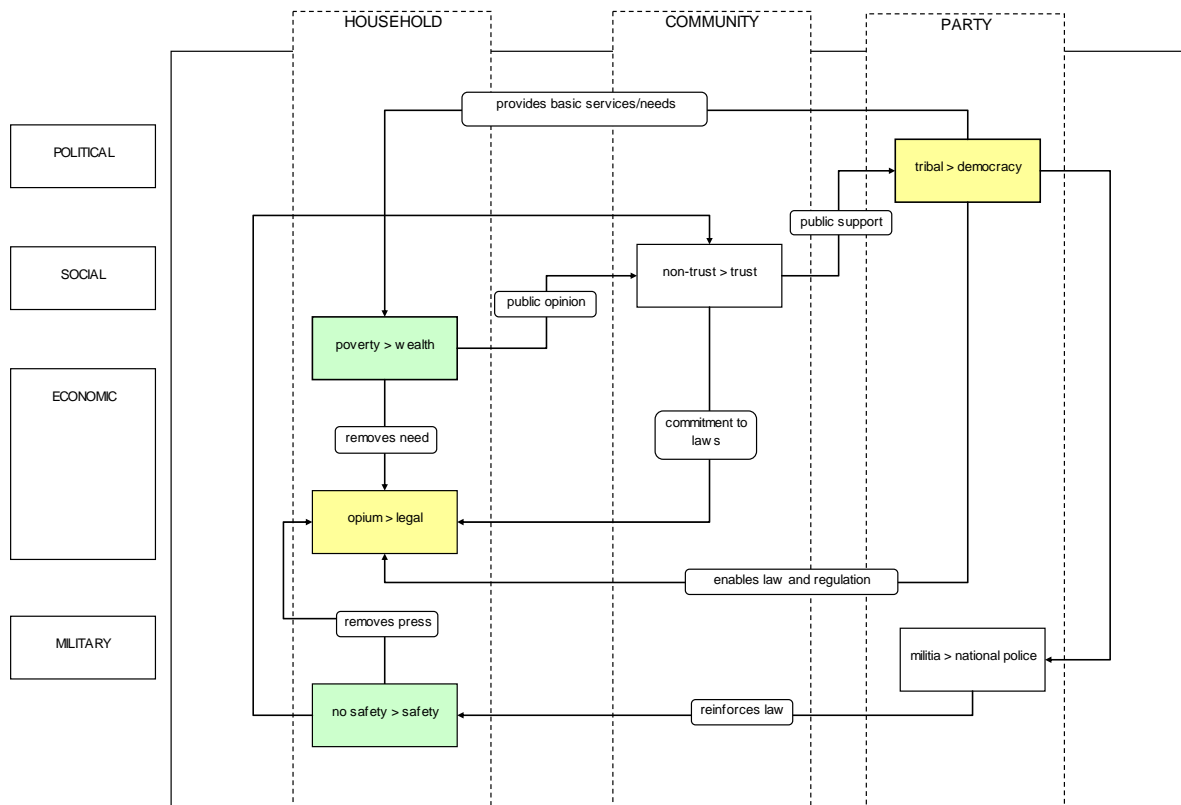 HOUSEHOLD
COMMUNITY
PARTY
provides basic services/needs
POLITICAL
tribal > democracy
public support
SOCIAL
non-trust > trust
public opinion
poverty > wealth
ECONOMIC
commitment to
laws
removes need
opium > legal
enables law and regulation
removes press
MILITARY
militia > national police
no safety > safety
reinforces law